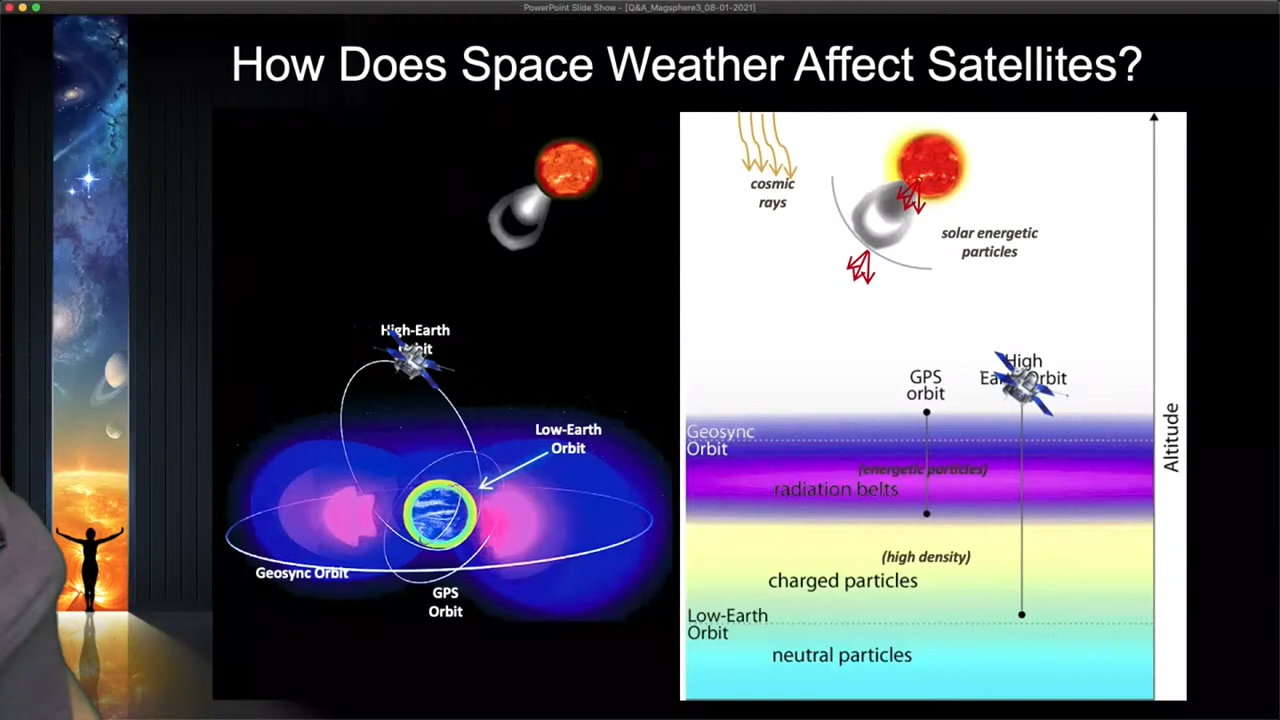 PowerPoint Slide Show - [Q&A_Magsphere3_08-01-2021]
How Does Space Weather Affect Satellites?
High-Earth
Orbit
Low-Earth
Orbit
Geosync Orbit
GPS
Orbit
cosmic
rays
solar energetic
particles
GPS
orbit
High
Earth Orbit
Geosync
Orbit
(energetic particles)
radiation belts
(high density)
charged particles
Low-Earth
Orbit
neutral particles
Altitude